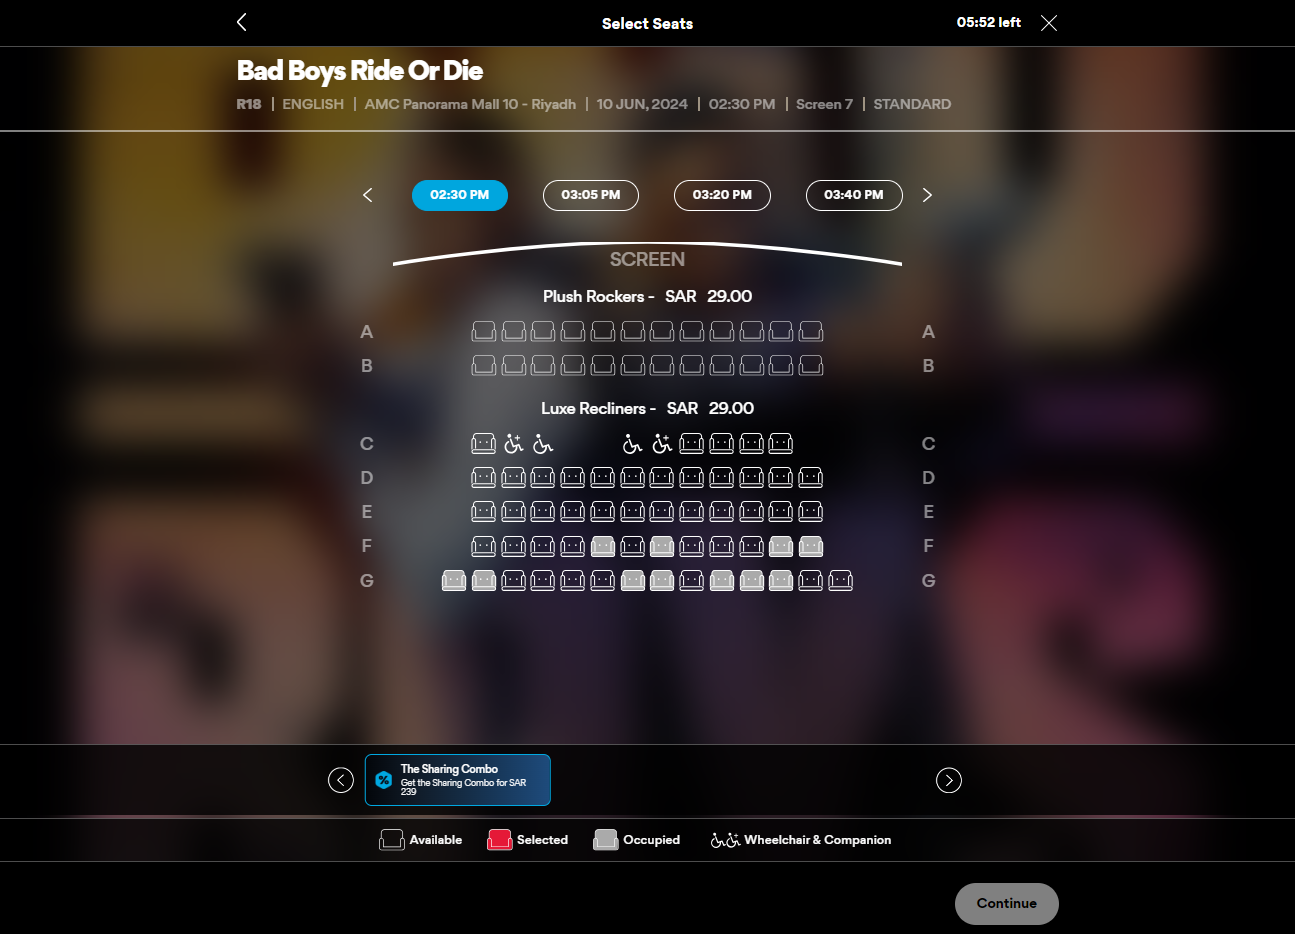 Select Seats
05:52 left
Bad Boys Ride Or Die
R18 | ENGLISH | AMC Panorama Mall 10 - Riyadh | 10 JUN, 2024 | 02:30 PM | Screen 7 | STANDARD
02:30 PM 03:05 PM 03:20 PM 03:40 PM
SCREEN
Plush Rockers - SAR 29.00
A A
B B
Luxe Recliners - SAR 29.00
C C
D D
E E
F F
G G
The Sharing Combo
Get the Sharing Combo for SAR
239
Available Selected Occupied Wheelchair & Companion
Continue